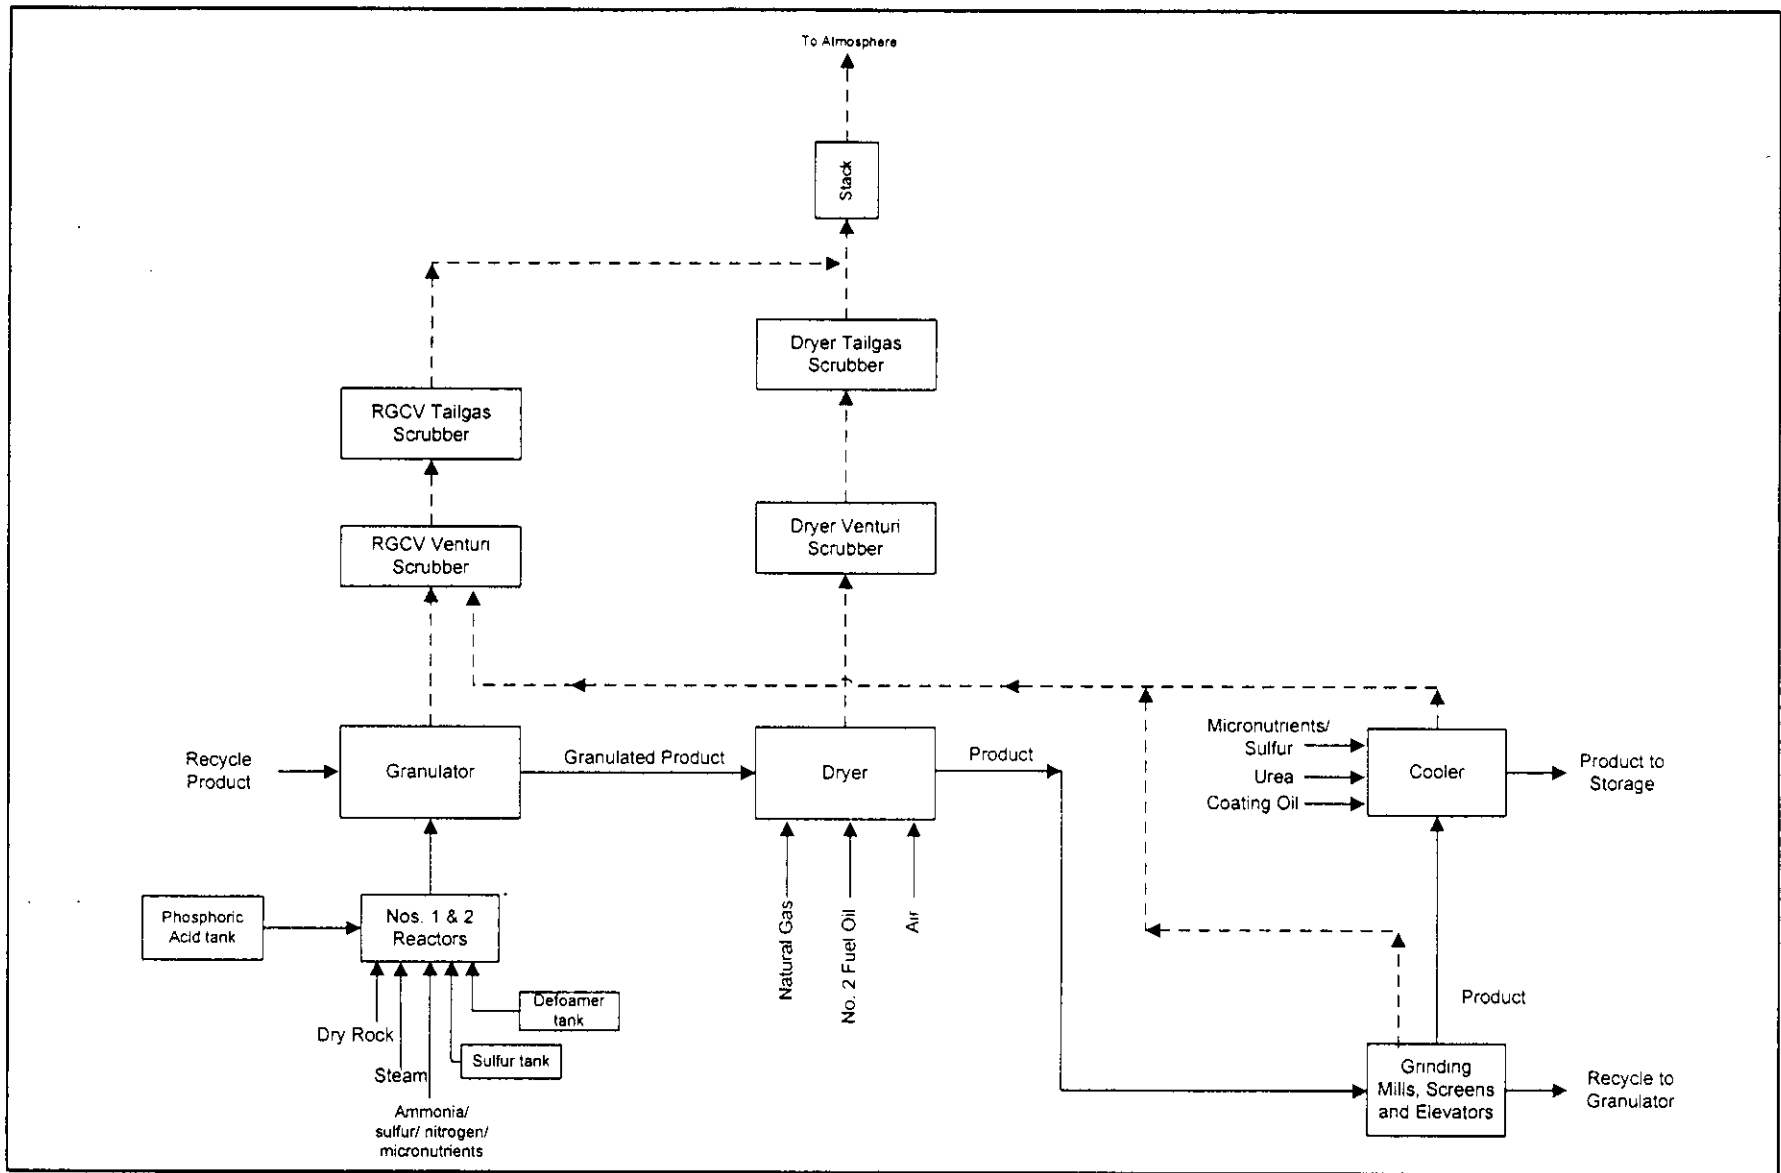 To Atmosphere
Stack
Dryer Tailgas
Scrubber
RGCV Tailgas
Scrubber
Dryer Venturi
Scrubber
RGCV Venturi
Scrubber
Recycle
Product
Granulator
Granulated Product
Dryer
Product
Micronutrients/
Sulfur
Urea
Coating Oil
Cooler
Product to
Storage
Phosphoric
Acid tank
Nos. 1 & 2
Reactors
Natural Gas
No. 2 Fuel Oil
Air
Defoamer
tank
Dry Rock
Sulfur tank
Steam
Ammonia/
sulfur/ nitrogen/
micronutrients
Product
Grinding
Mills, Screens
and Elevators
Recycle to
Granulator